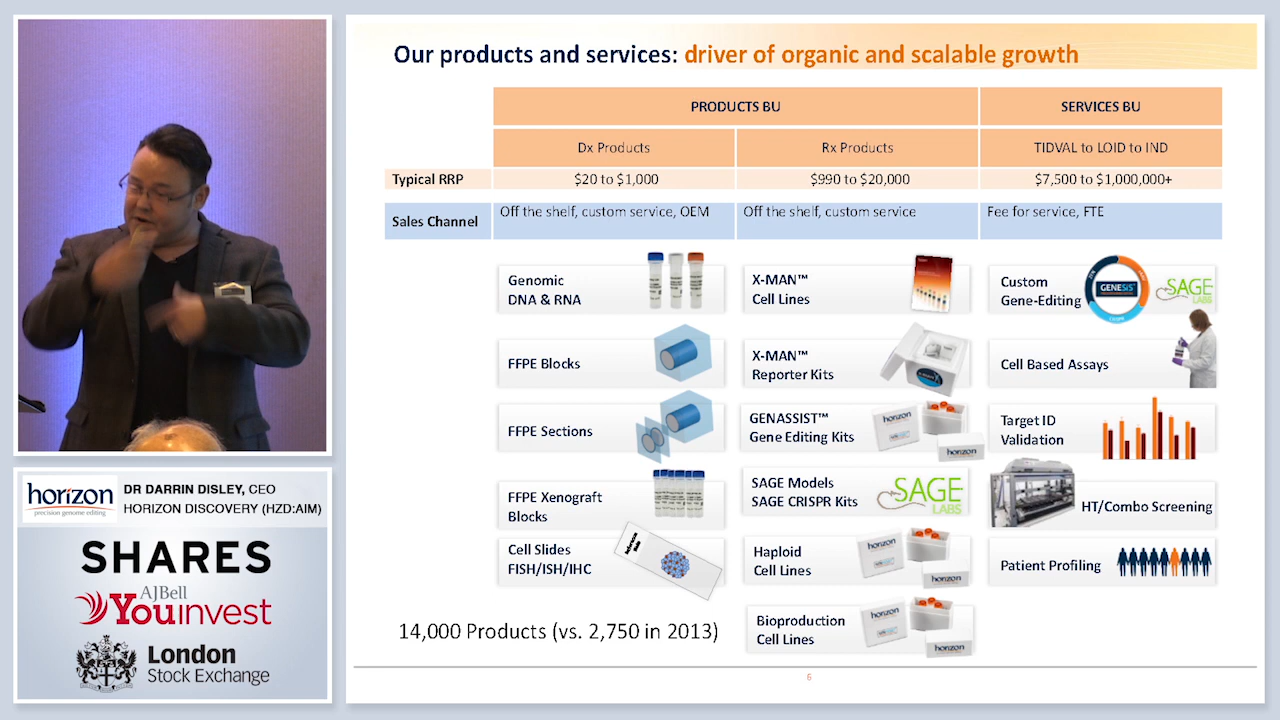 Our products and services: driver of organic and scalable growth
PRODUCTS BU
SERVICES BU
Dx Products
Rx Products
TIDVAL to LOID to IND
Typical RRP
$20 to $1,000
$990 to $20,000
$7,500 to $1,000,000+
Sales Channel
Off the shelf, custom service, OEM
Off the shelf, custom service
Fee for service, FTE
Genomic
DNA & RNA
FFPE Blocks
FFPE Sections
FFPE Xenograft
Blocks
Cell Slides
FISH/ISH/IHC
X-MAN™
Cell Lines
X-MAN™
Reporter Kits
GENASSIST™
Gene Editing Kits
horizon
horizon
SAGE Models
SAGE CRISPR Kits
SAGE
LABS
Haploid
Cell Lines
horizon
horizon
Bioproduction
Cell Lines
horizon
horizon
Custom
Gene-Editing
GENESIS
SAGE
LABS
Cell Based Assays
Target ID
Validation
HT/Combo Screening
Patient Profiling
14,000 Products (vs. 2,750 in 2013)
6
horizon
precision genome editing
DR DARRIN DISLEY, CEO
HORIZON DISCOVERY (HZD:AIM)
SHARES
AJBell
Youinvest
London
Stock Exchange